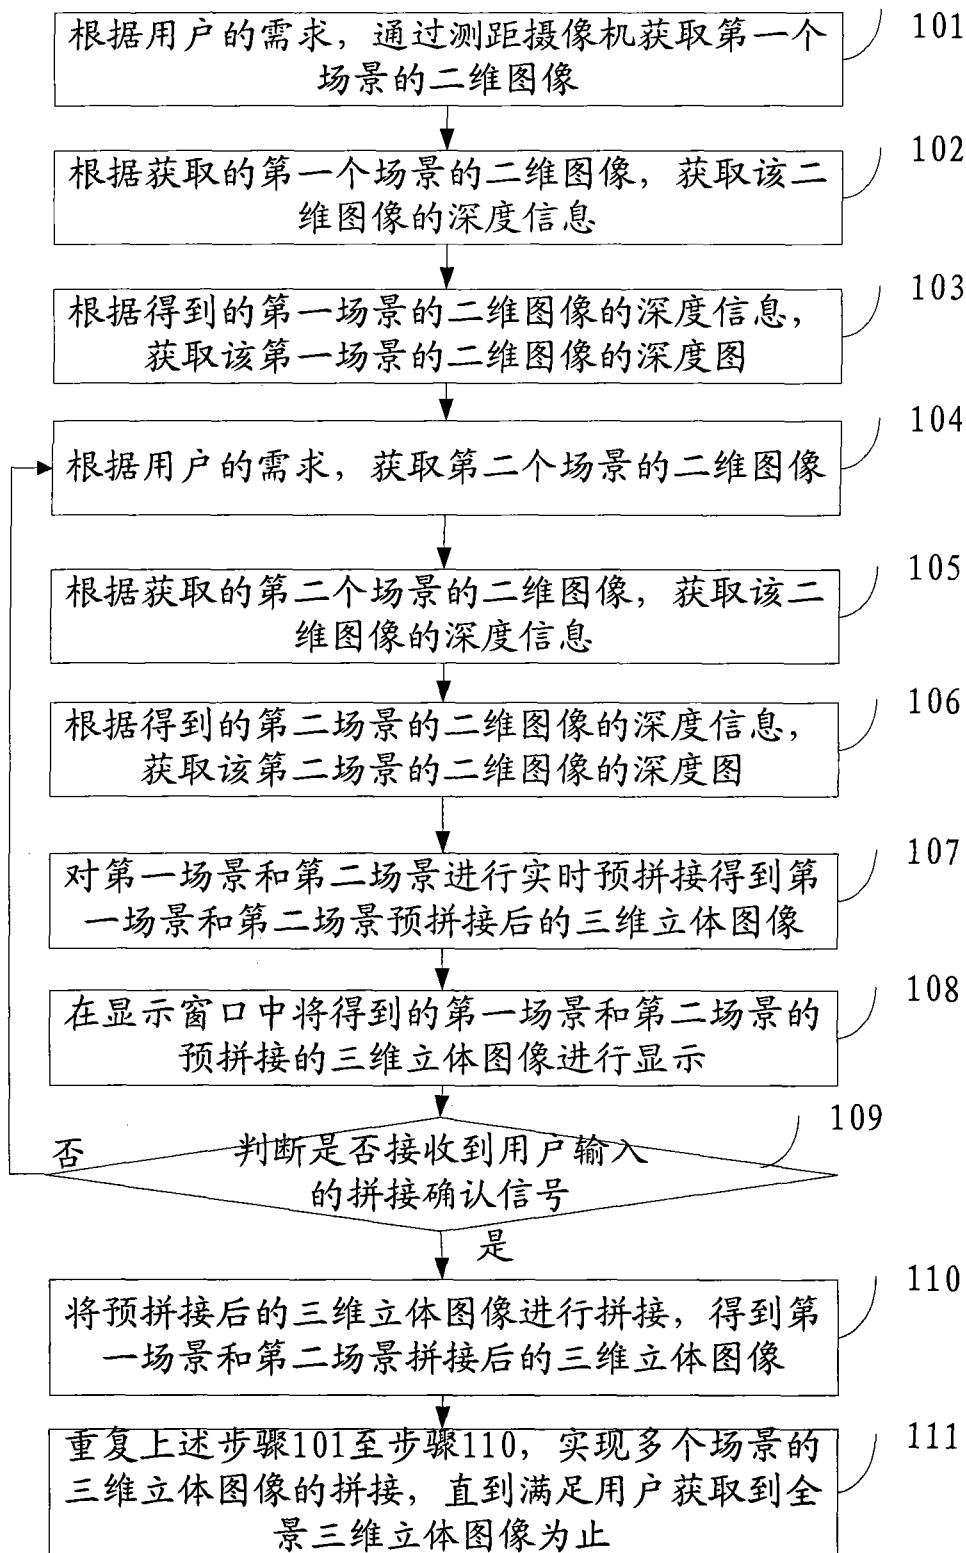 根据用户的需求，通过测距摄像机获取第一个
场景的二维图像
101
根据获取的第一个场景的二维图像，获取该二
维图像的深度信息
102
根据得到的第一场景的二维图像的深度信息，
获取该第一场景的二维图像的深度图
103
根据用户的需求，获取第二个场景的二维图像
104
根据获取的第二个场景的二维图像，获取该二
维图像的深度信息
105
根据得到的第二场景的二维图像的深度信息，
获取该第二场景的二维图像的深度图
106
对第一场景和第二场景进行实时预拼接得到第
一场景和第二场景预拼接后的三维立体图像
107
在显示窗口中将得到的第一场景和第二场景的
预拼接的三维立体图像进行显示
108
判断是否接收到用户输入
的拼接确认信号
109
否
是
将预拼接后的三维立体图像进行拼接，得到第
一场景和第二场景拼接后的三维立体图像
110
重复上述步骤101至步骤110，实现多个场景的
三维立体图像的拼接，直到满足用户获取到全
景三维立体图像为止
111